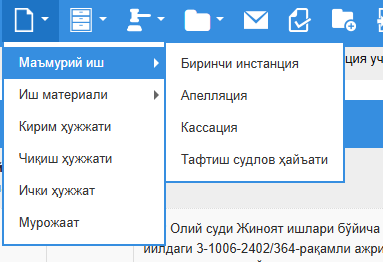 Маъмурий иш
Иш материали
Кирим ҳужжати
Чиқиш ҳужжати
Ички ҳужжат
Мурожаат
Биринчи инстанция
Апелляция
Кассация
Тафтиш судлов ҳайъати
ция уч
Олий суди Жиноят ишлари бўйича
йилдаги 3-1006-2402/364-рақамли ажри